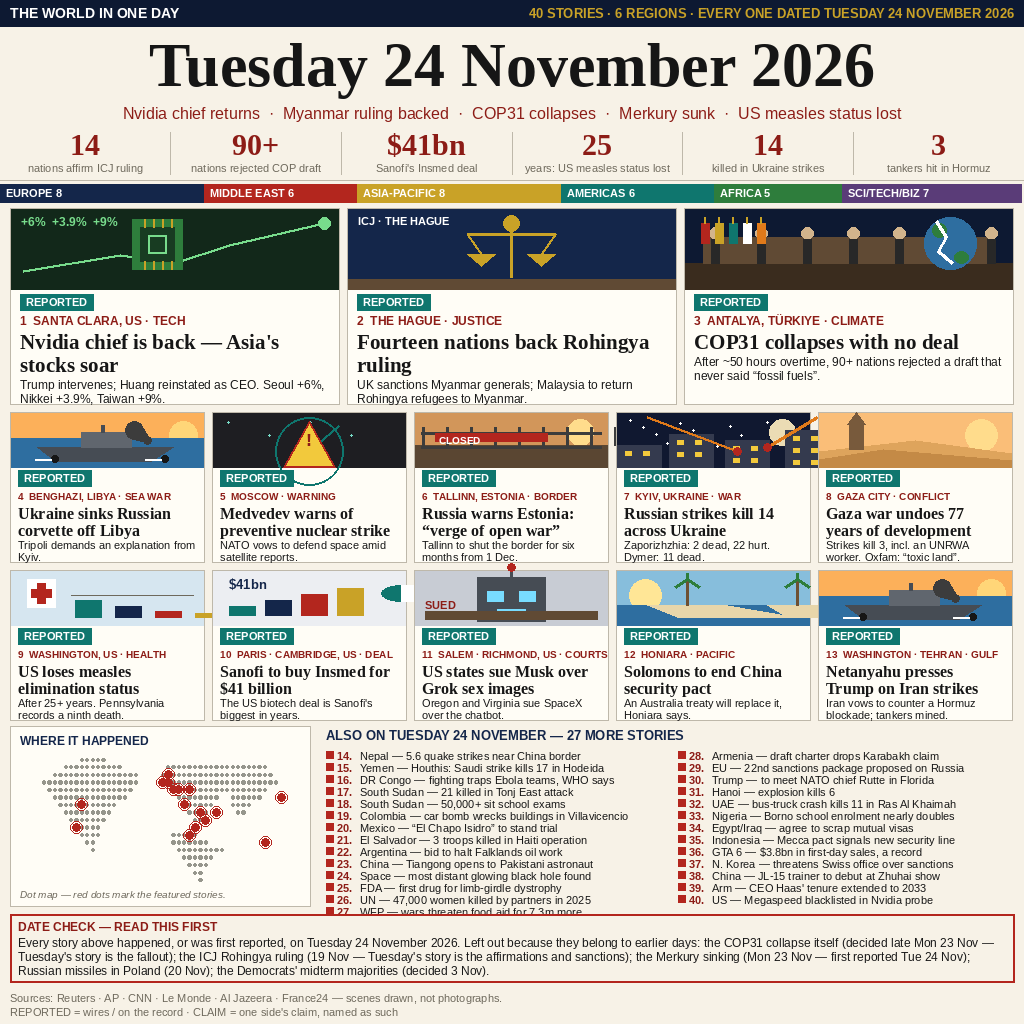 THE WORLD IN ONE DAY
40 STORIES · 6 REGIONS · EVERY ONE DATED TUESDAY 24 NOVEMBER 2026
Tuesday 24 November 2026
Nvidia chief returns · Myanmar ruling backed · COP31 collapses · Merkury sunk · US measles status lost
14
nations affirm ICJ ruling
90+
nations rejected COP draft
$41bn
Sanofi's Insmed deal
25
years: US measles status lost
14
killed in Ukraine strikes
3
tankers hit in Hormuz
EUROPE 8
MIDDLE EAST 6
ASIA-PACIFIC 8
AMERICAS 6
AFRICA 5
SCI/TECH/BIZ 7
+6% +3.9% +9%
REPORTED
1 SANTA CLARA, US · TECH
Nvidia chief is back — Asia's
stocks soar
Trump intervenes; Huang reinstated as CEO. Seoul +6%,
Nikkei +3.9%, Taiwan +9%.
ICJ · THE HAGUE
REPORTED
2 THE HAGUE · JUSTICE
Fourteen nations back Rohingya
ruling
UK sanctions Myanmar generals; Malaysia to return
Rohingya refugees to Myanmar.
REPORTED
3 ANTALYA, TÜRKIYE · CLIMATE
COP31 collapses with no deal
After ~50 hours overtime, 90+ nations rejected a draft that
never said “fossil fuels”.
REPORTED
4 BENGHAZI, LIBYA · SEA WAR
Ukraine sinks Russian
corvette off Libya
Tripoli demands an explanation from
Kyiv.
!
REPORTED
5 MOSCOW · WARNING
Medvedev warns of
preventive nuclear strike
NATO vows to defend space amid
satellite reports.
CLOSED
REPORTED
6 TALLINN, ESTONIA · BORDER
Russia warns Estonia:
“verge of open war”
Tallinn to shut the border for six
months from 1 Dec.
REPORTED
7 KYIV, UKRAINE · WAR
Russian strikes kill 14
across Ukraine
Zaporizhzhia: 2 dead, 22 hurt.
Dymer: 11 dead.
REPORTED
8 GAZA CITY · CONFLICT
Gaza war undoes 77
years of development
Strikes kill 3, incl. an UNRWA
worker. Oxfam: “toxic land”.
REPORTED
9 WASHINGTON, US · HEALTH
US loses measles
elimination status
After 25+ years. Pennsylvania
records a ninth death.
$41bn
REPORTED
10 PARIS · CAMBRIDGE, US · DEAL
Sanofi to buy Insmed for
$41 billion
The US biotech deal is Sanofi's
biggest in years.
SUED
REPORTED
11 SALEM · RICHMOND, US · COURTS
US states sue Musk over
Grok sex images
Oregon and Virginia sue SpaceX
over the chatbot.
REPORTED
12 HONIARA · PACIFIC
Solomons to end China
security pact
An Australia treaty will replace it,
Honiara says.
REPORTED
13 WASHINGTON · TEHRAN · GULF
Netanyahu presses
Trump on Iran strikes
Iran vows to counter a Hormuz
blockade; tankers mined.
WHERE IT HAPPENED
Dot map — red dots mark the featured stories.
ALSO ON TUESDAY 24 NOVEMBER — 27 MORE STORIES
14. Nepal — 5.6 quake strikes near China border
15. Yemen — Houthis: Saudi strike kills 17 in Hodeida
16. DR Congo — fighting traps Ebola teams, WHO says
17. South Sudan — 21 killed in Tonj East attack
18. South Sudan — 50,000+ sit school exams
19. Colombia — car bomb wrecks buildings in Villavicencio
20. Mexico — “El Chapo Isidro” to stand trial
21. El Salvador — 3 troops killed in Haiti operation
22. Argentina — bid to halt Falklands oil work
23. China — Tiangong opens to Pakistani astronaut
24. Space — most distant glowing black hole found
25. FDA — first drug for limb-girdle dystrophy
26. UN — 47,000 women killed by partners in 2025
27. WFP — wars threaten food aid for 7.3m more
28. Armenia — draft charter drops Karabakh claim
29. EU — 22nd sanctions package proposed on Russia
30. Trump — to meet NATO chief Rutte in Florida
31. Hanoi — explosion kills 6
32. UAE — bus-truck crash kills 11 in Ras Al Khaimah
33. Nigeria — Borno school enrolment nearly doubles
34. Egypt/Iraq — agree to scrap mutual visas
35. Indonesia — Mecca pact signals new security line
36. GTA 6 — $3.8bn in first-day sales, a record
37. N. Korea — threatens Swiss office over sanctions
38. China — JL-15 trainer to debut at Zhuhai show
39. Arm — CEO Haas' tenure extended to 2033
40. US — Megaspeed blacklisted in Nvidia probe
DATE CHECK — READ THIS FIRST
Every story above happened, or was first reported, on Tuesday 24 November 2026. Left out because they belong to earlier days: the COP31 collapse itself (decided late Mon 23 Nov —
Tuesday's story is the fallout); the ICJ Rohingya ruling (19 Nov — Tuesday's story is the affirmations and sanctions); the Merkury sinking (Mon 23 Nov — first reported Tue 24 Nov);
Russian missiles in Poland (20 Nov); the Democrats' midterm majorities (decided 3 Nov).
Sources: Reuters · AP · CNN · Le Monde · Al Jazeera · France24 — scenes drawn, not photographs.
REPORTED = wires / on the record · CLAIM = one side's claim, named as such